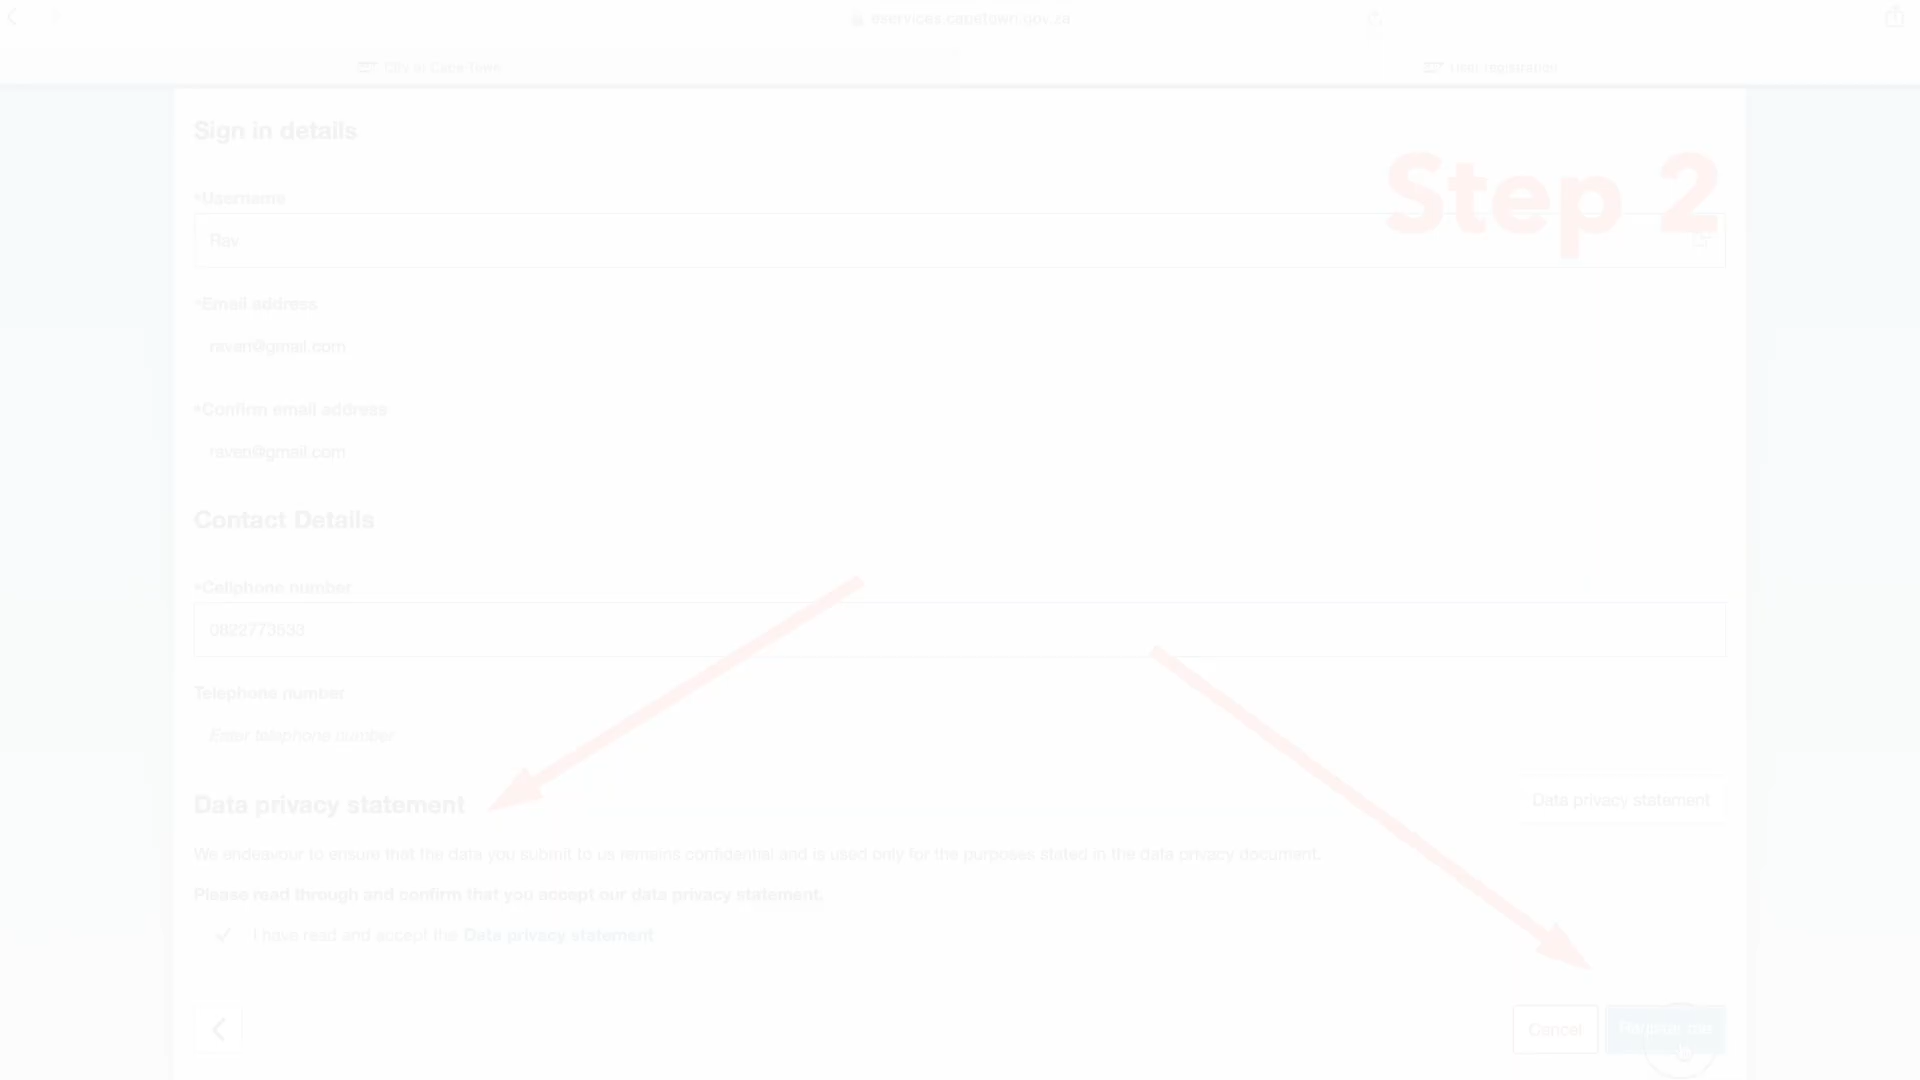 eservices.capetown.gov.za
City of Cape Town
User registration
Sign in details
Step 2
*Username
Rav
*Email address
raven@gmail.com
*Confirm email address
raven@gmail.com
Contact Details
*Cellphone number
0822773533
Telephone number
Enter telephone number
Data privacy statement
Data privacy statement
We endeavour to ensure that the data you submit to us remains confidential and is used only for the purposes stated in the data privacy document.
Please read through and confirm that you accept our data privacy statement.
I have read and accept the Data privacy statement
Cancel
Register me